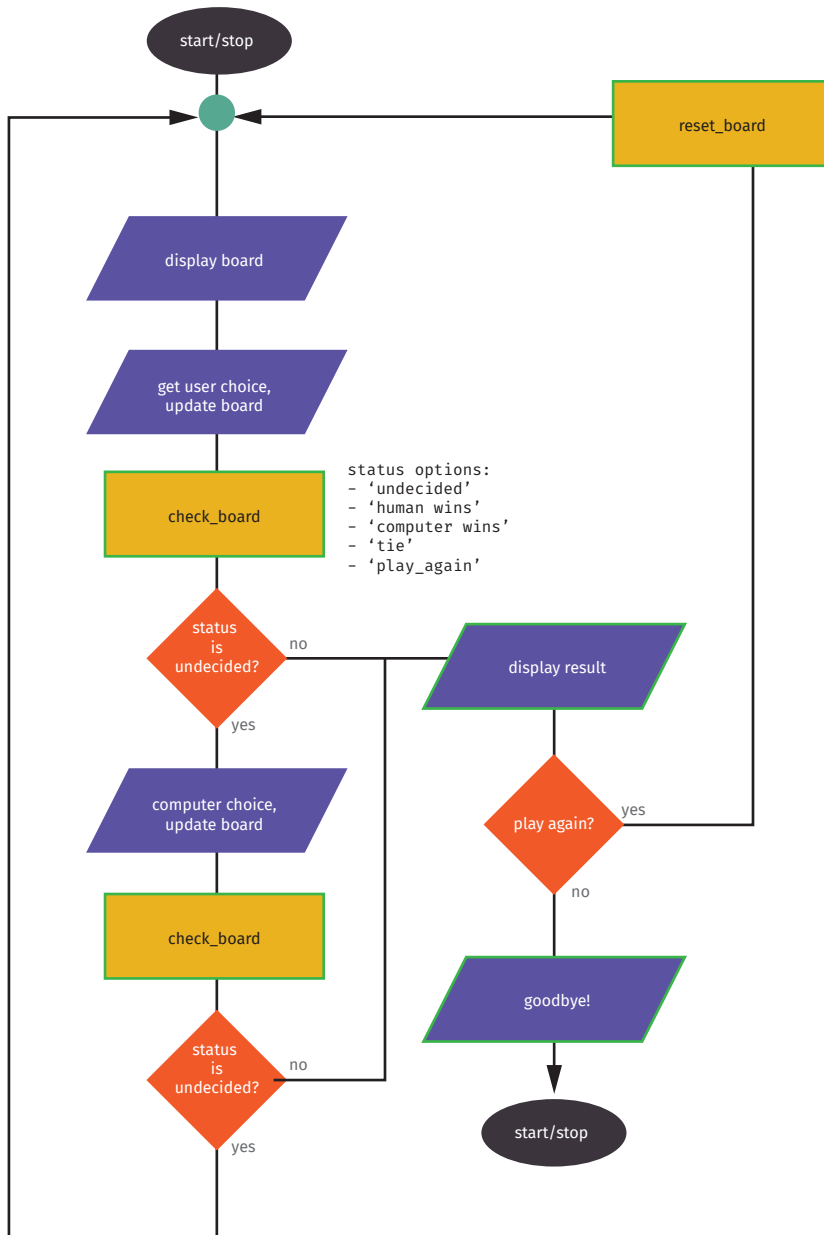 start/stop
reset_board
display board
get user choice,
update board
check_board
status options:
- ‘undecided’
- ‘human wins’
- ‘computer wins’
- ‘tie’
- ‘play_again’
status
is
undecided?
no
yes
display result
computer choice,
update board
play again?
yes
no
check_board
goodbye!
status
is
undecided?
no
yes
start/stop